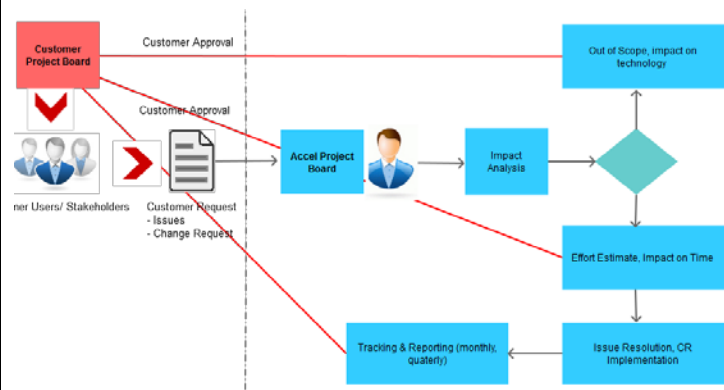 Customer
Project Board
Customer Approval
Out of Scope, impact on
technology
Customer Approval
Accel Project
Board
Impact
Analysis
ner Users/ Stakeholders
Customer Request
- Issues
- Change Request
Effort Estimate, Impact on Time
Tracking & Reporting (monthly,
quaterly)
Issue Resolution, CR
Implementation